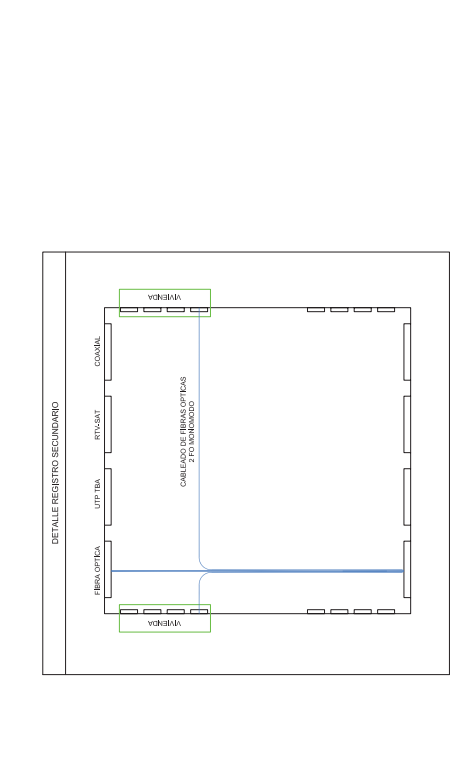 DETALLE REGISTRO SECUNDARIO
FIBRA OPTICA
UTP TBA
RTV-SAT
COAXIAL
VIVIENDA
CABLEADO DE FIBRAS OPTICAS
2 FO MONOMODO
VIVIENDA